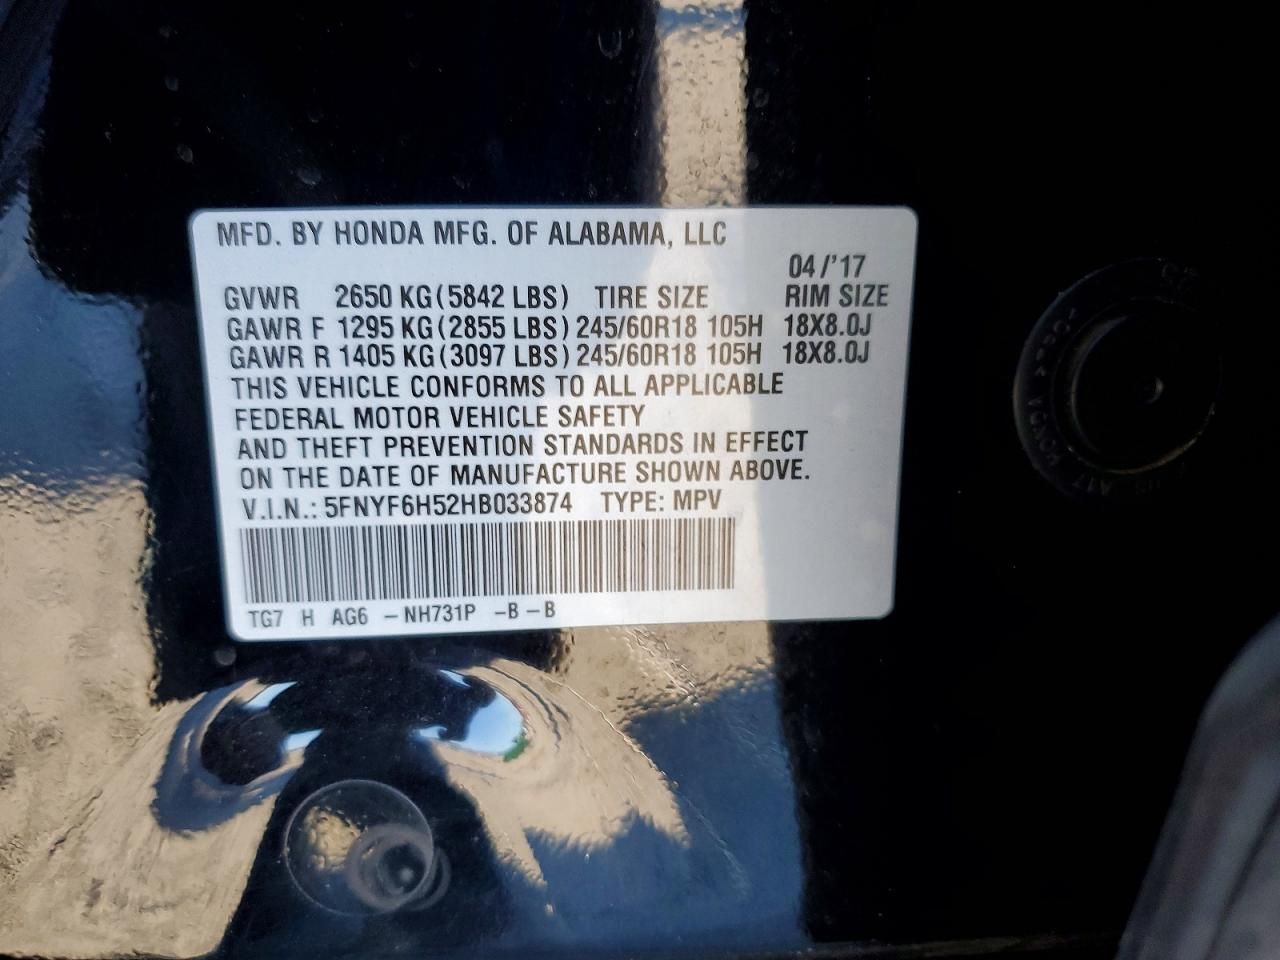 MFD. BY HONDA MFG. OF ALABAMA, LLC
04/'17
GVWR 2650 KG(5842 LBS) TIRE SIZE RIM SIZE
GAWR F 1295 KG(2855 LBS) 245/60R18 105H 18X8.0J
GAWR R 1405 KG(3097 LBS) 245/60R18 105H 18X8.0J
THIS VEHICLE CONFORMS TO ALL APPLICABLE
FEDERAL MOTOR VEHICLE SAFETY
AND THEFT PREVENTION STANDARDS IN EFFECT
ON THE DATE OF MANUFACTURE SHOWN ABOVE.
V.I.N.: 5FNYF6H52HB033874 TYPE: MPV
TG7 H AG6 -NH731P -B-B